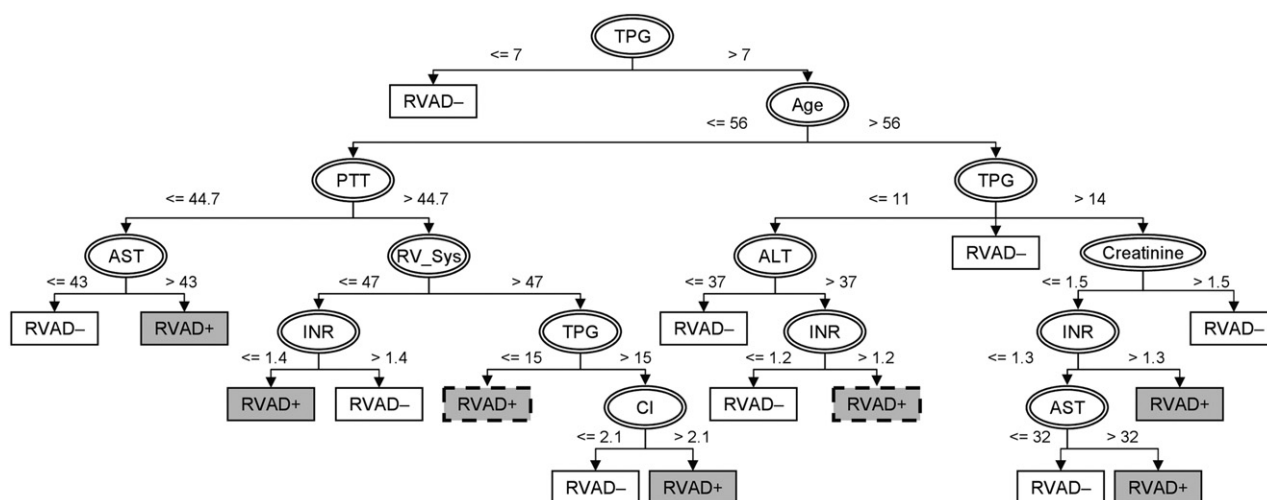 TPG
<= 7 > 7
RVAD– Age
<= 56 > 56
PTT TPG
<= 44.7 > 44.7 <= 11 > 14
AST RV_Sys ALT RVAD– Creatinine
<= 43 > 43 <= 47 > 47 <= 37 > 37 <= 1.5 > 1.5
RVAD– RVAD+ INR TPG RVAD– INR INR RVAD–
<= 1.4 > 1.4 <= 15 > 15 <= 1.2 > 1.2 <= 1.3 > 1.3
RVAD+ RVAD– RVAD+ CI RVAD– RVAD+ AST RVAD+
<= 2.1 > 2.1 <= 32 > 32
RVAD– RVAD+ RVAD– RVAD+